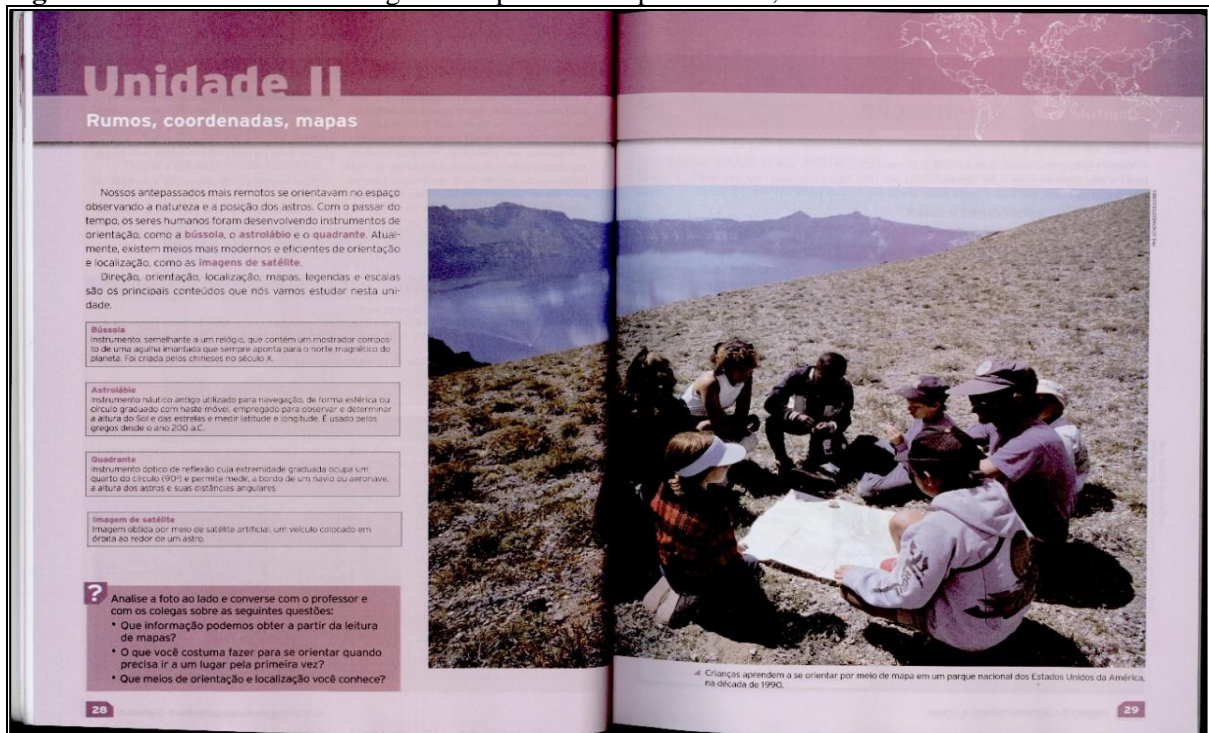 Unidade II
Rumos, coordenadas, mapas
Nossos antepassados mais remotos se orientavam no espaço
observando a natureza e a posição dos astros. Com o passar do
tempo, os seres humanos foram desenvolvendo instrumentos de
orientação, como a bússola, o astrolábio e o quadrante. Atual-
mente, existem meios mais modernos e eficientes de orientação
e localização, como as imagens de satélite.
Direção, orientação, localização, mapas, legendas e escalas
são os principais conteúdos que nós vamos estudar nesta uni-
dade.
Bússola
Instrumento, semelhante a um relógio, que contém um mostrador compos-
to de uma agulha imantada que sempre aponta para o norte magnético do
planeta. Foi criada pelos chineses no século X.
Astrolábio
Instrumento náutico antigo utilizado para navegação, de forma esférica ou
círculo graduado com haste móvel, empregado para observar e determinar
a altura do Sol e das estrelas e medir latitude e longitude. É usado pelos
gregos desde o ano 200 a.C.
Quadrante
Instrumento óptico de reflexão cuja extremidade graduada ocupa um
quarto do círculo (90º) e permite medir, a bordo de um navio ou aeronave,
a altura dos astros e suas distâncias angulares.
Imagem de satélite
Imagem obtida por meio de satélite artificial, um veículo colocado em
órbita ao redor de um astro.
?
Analise a foto ao lado e converse com o professor e
com os colegas sobre as seguintes questões:
• Que informação podemos obter a partir da leitura
de mapas?
• O que você costuma fazer para se orientar quando
precisa ir a um lugar pela primeira vez?
• Que meios de orientação e localização você conhece?
28
Crianças aprendem a se orientar por meio de mapa em um parque nacional dos Estados Unidos da América,
na década de 1990.
29